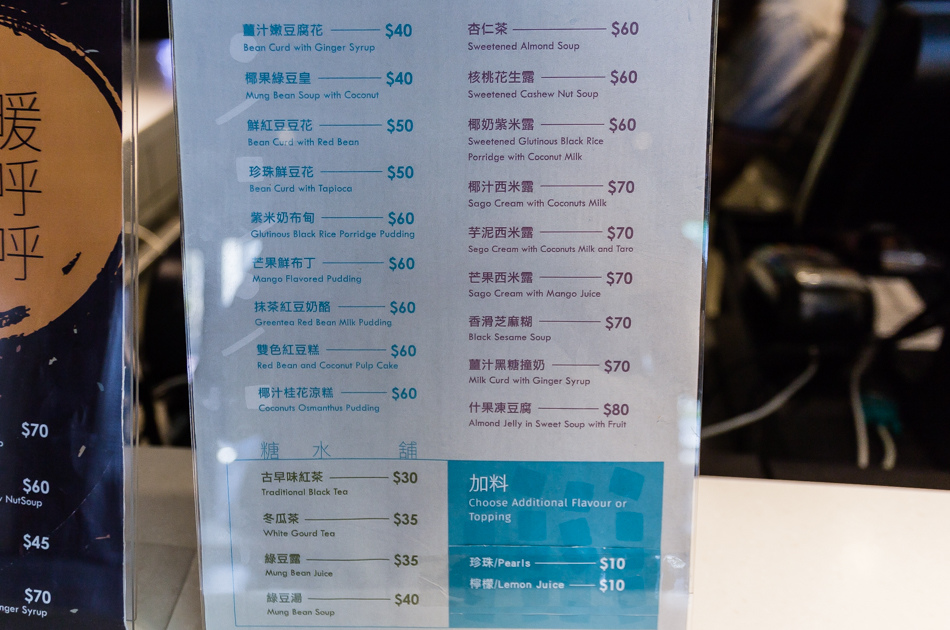 暖
呼
呼
$70
$60
NutSoup
$45
$70
nger Syrup
薑汁嫩豆腐花 $40
Bean Curd with Ginger Syrup
椰果綠豆皇 $40
Mung Bean Soup with Coconut
鮮紅豆豆花 $50
Bean Curd with Red Bean
珍珠鮮豆花 $50
Bean Curd with Tapioca
紫米奶布甸 $60
Glutinous Black Rice Porridge Pudding
芒果鮮布丁 $60
Mango Flavored Pudding
抹茶紅豆奶酪 $60
Greentea Red Bean Milk Pudding
雙色紅豆糕 $60
Red Bean and Coconut Pulp Cake
椰汁桂花涼糕 $60
Coconuts Osmanthus Pudding
杏仁茶 $60
Sweetened Almond Soup
核桃花生露 $60
Sweetened Cashew Nut Soup
椰奶紫米露 $60
Sweetened Glutinous Black Rice
Porridge with Coconut Milk
椰汁西米露 $70
Sago Cream with Coconuts Milk
芋泥西米露 $70
Sego Cream with Coconuts Milk and Taro
芒果西米露 $70
Sago Cream with Mango Juice
香滑芝麻糊 $70
Black Sesame Soup
薑汁黑糖撞奶 $70
Milk Curd with Ginger Syrup
什果凍豆腐 $80
Almond Jelly in Sweet Soup with Fruit
糖水舖
古早味紅茶 $30
Traditional Black Tea
冬瓜茶 $35
White Gourd Tea
綠豆露 $35
Mung Bean Juice
綠豆湯 $40
Mung Bean Soup
加料
Choose Additional Flavour or
Topping
珍珠/Pearls $10
檸檬/Lemon Juice $10